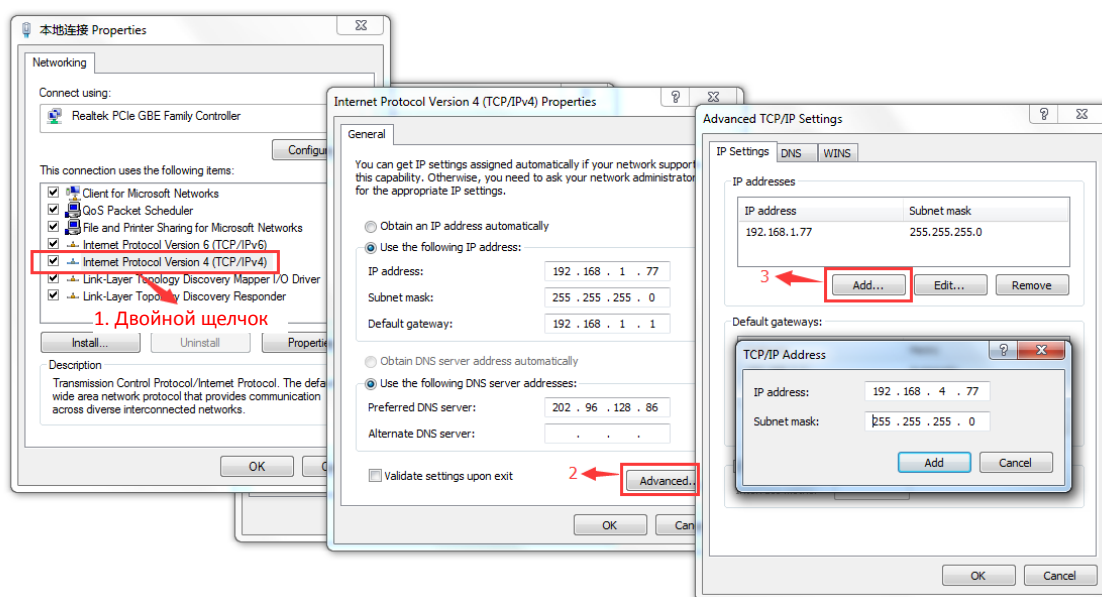 本地连接 Properties
Networking
Connect using:
Realtek PCIe GBE Family Controller
This connection uses the following items:
Client for Microsoft Networks
QoS Packet Scheduler
File and Printer Sharing for Microsoft Networks
Internet Protocol Version 6 (TCP/IPv6)
Internet Protocol Version 4 (TCP/IPv4)
Link-Layer Topology Discovery Mapper I/O Driver
Link-Layer Topology Discovery Responder
1. Двойной щелчок
Install...
Uninstall
Description
Transmission Control Protocol/Internet Protocol. The
wide area network protocol that provides communication
across diverse interconnected networks.
OK
Internet Protocol Version 4 (TCP/IPv4) Properties
General
You can get IP settings assigned automatically if your network support
this capability. Otherwise, you need to ask your network administrator
for the appropriate IP settings.
Obtain an IP address automatically
Use the following IP address:
IP address: 192 . 168 . 1 . 77
Subnet mask: 255 . 255 . 255 . 0
Default gateway: 192 . 168 . 1 . 1
Obtain DNS server address automatically
Use the following DNS server addresses:
Preferred DNS server: 202 . 96 . 128 . 86
Alternate DNS server: . . .
Validate settings upon exit
2
Advanced..
OK
Advanced TCP/IP Settings
IP Settings DNS WINS
IP addresses
IP address Subnet mask
192.168.1.77 255.255.255.0
3
Add... Edit... Remove
Default gateways:
TCP/IP Address
IP address: 192 . 168 . 4 . 77
Subnet mask: 255 . 255 . 255 . 0
Add Cancel
OK Cancel